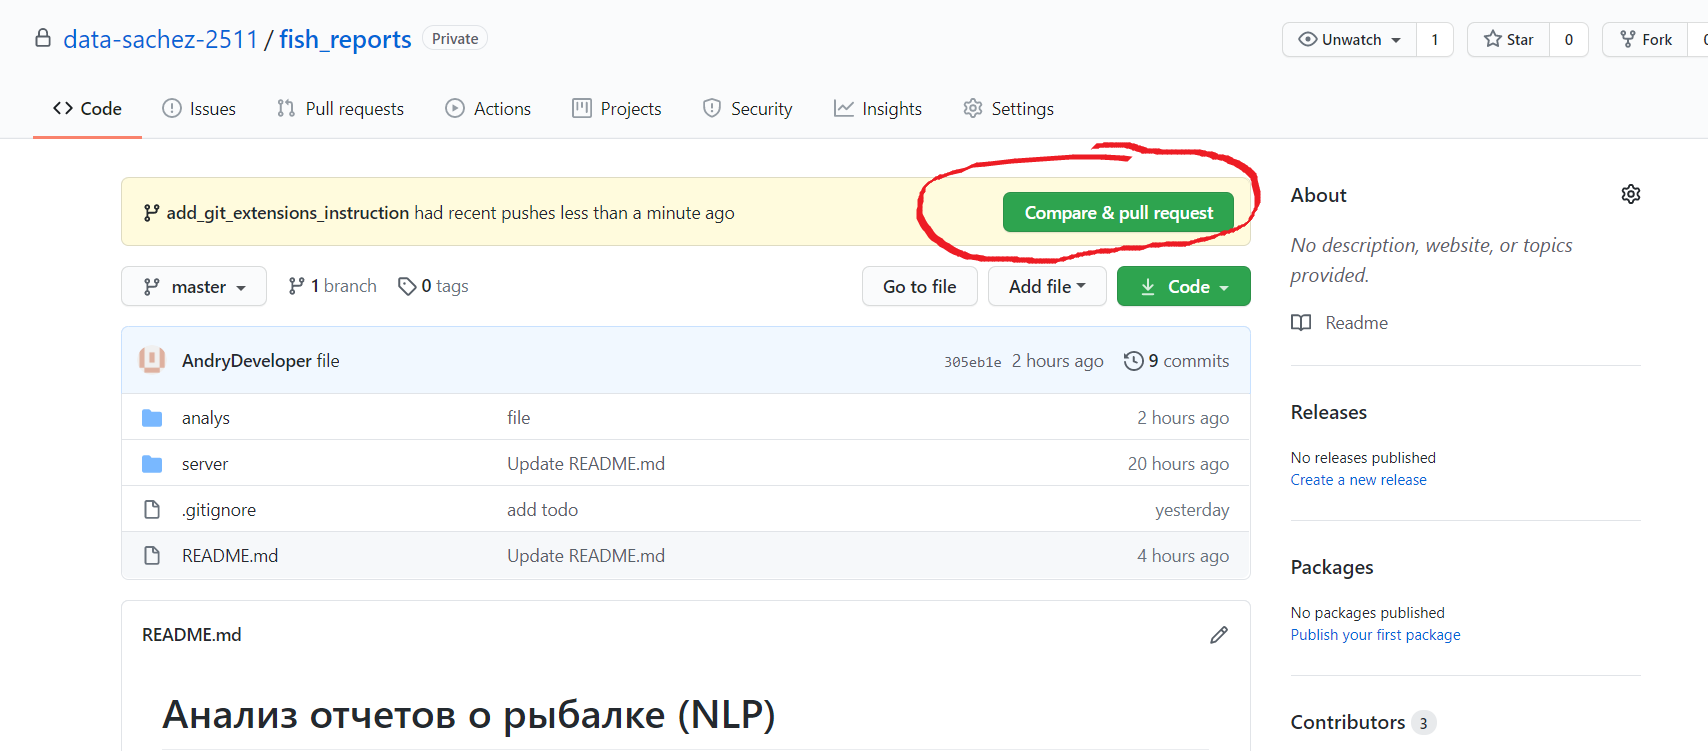 data-sachez-2511 / fish_reports Private Unwatch 1 Star 0 Fork
Code Issues Pull requests Actions Projects Security Insights Settings
add_git_extensions_instruction had recent pushes less than a minute ago Compare & pull request
master 1 branch 0 tags Go to file Add file Code
AndryDeveloper file 305eb1e 2 hours ago 9 commits
analys file 2 hours ago
server Update README.md 20 hours ago
.gitignore add todo yesterday
README.md Update README.md 4 hours ago
README.md
Анализ отчетов о рыбалке (NLP)
About
No description, website, or topics
provided.
Readme
Releases
No releases published
Create a new release
Packages
No packages published
Publish your first package
Contributors 3